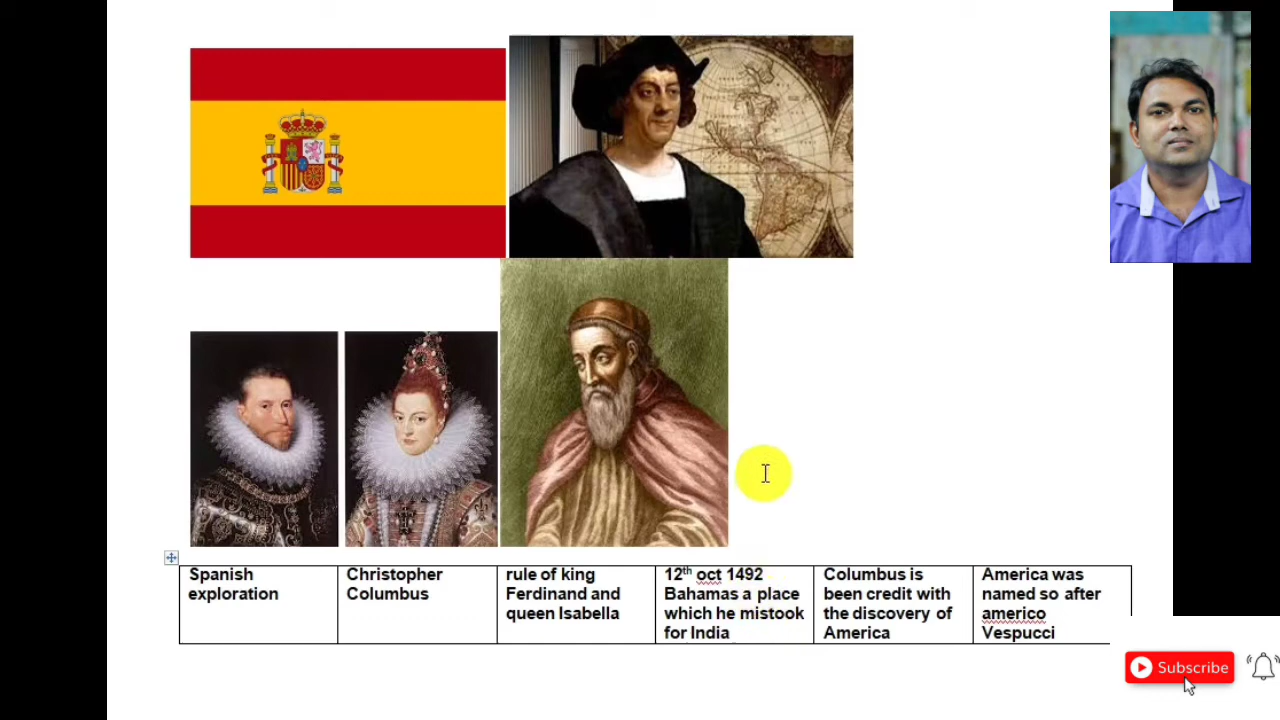 Spanish
exploration
Christopher
Columbus
rule of king
Ferdinand and
queen Isabella
12th oct 1492
Bahamas a place
which he mistook
for India
Columbus is
been credit with
the discovery of
America
America was
named so after
americo
Vespucci
Subscribe